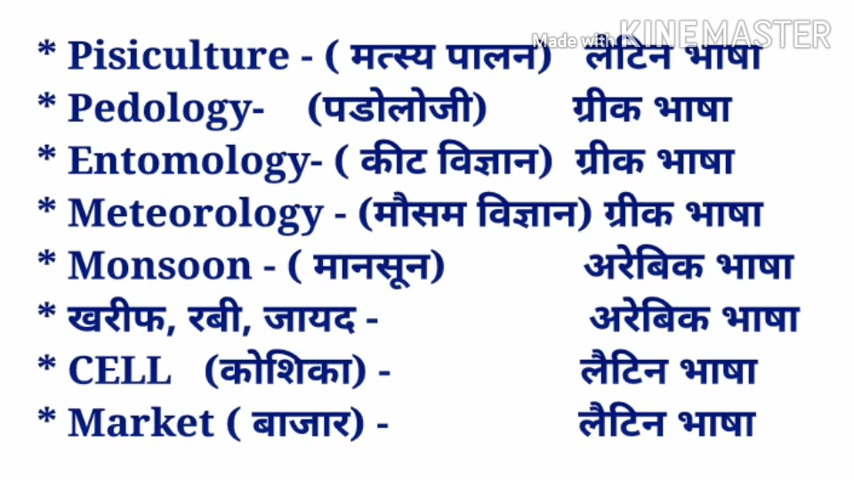 Made with KINEMASTER
* Pisiculture - ( मत्स्य पालन) लैटिन भाषा
* Pedology- (पडोलोजी) ग्रीक भाषा
* Entomology- ( कीट विज्ञान) ग्रीक भाषा
* Meteorology - (मौसम विज्ञान) ग्रीक भाषा
* Monsoon - ( मानसून) अरेबिक भाषा
* खरीफ, रबी, जायद - अरेबिक भाषा
* CELL (कोशिका) - लैटिन भाषा
* Market ( बाजार) - लैटिन भाषा